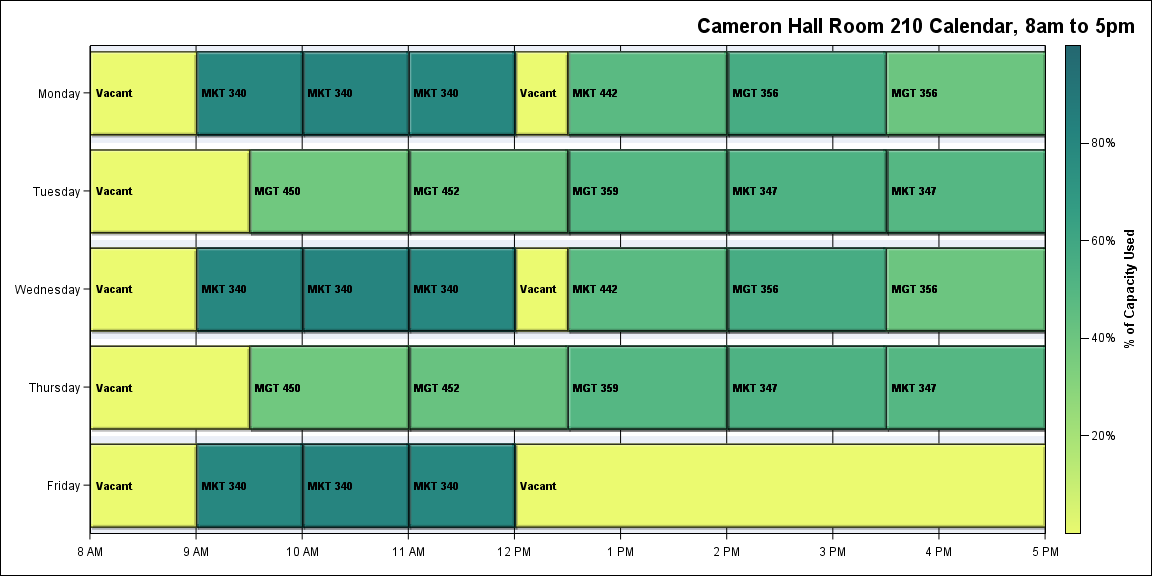 Cameron Hall Room 210 Calendar, 8am to 5pm
Monday
Vacant
MKT 340
MKT 340
MKT 340
Vacant
MKT 442
MGT 356
MGT 356
Tuesday
Vacant
MGT 450
MGT 452
MGT 359
MKT 347
MKT 347
Wednesday
Vacant
MKT 340
MKT 340
MKT 340
Vacant
MKT 442
MGT 356
MGT 356
Thursday
Vacant
MGT 450
MGT 452
MGT 359
MKT 347
MKT 347
Friday
Vacant
MKT 340
MKT 340
MKT 340
Vacant
8 AM
9 AM
10 AM
11 AM
12 PM
1 PM
2 PM
3 PM
4 PM
5 PM
80%
60%
40%
20%
% of Capacity Used